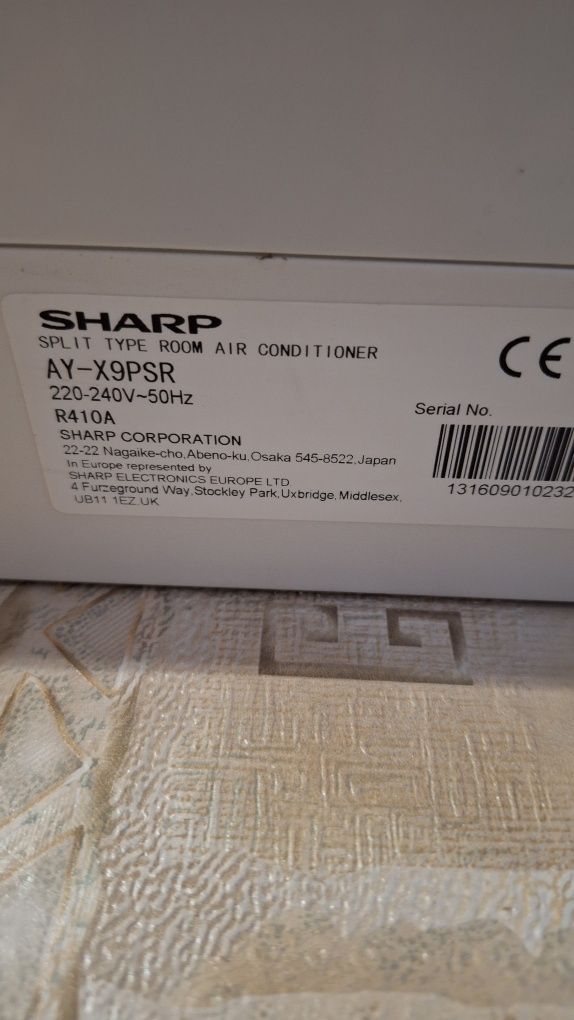 SHARP
SPLIT TYPE ROOM AIR CONDITIONER
AY-X9PSR
220-240V~50Hz
R410A
SHARP CORPORATION
22-22 Nagaike-cho,Abeno-ku,Osaka 545-8522,Japan
In Europe represented by
SHARP ELECTRONICS EUROPE LTD
4 Furzeground Way,Stockley Park,Uxbridge, Middlesex,
UB11 1EZ.UK
CE
Serial No.
131609010232